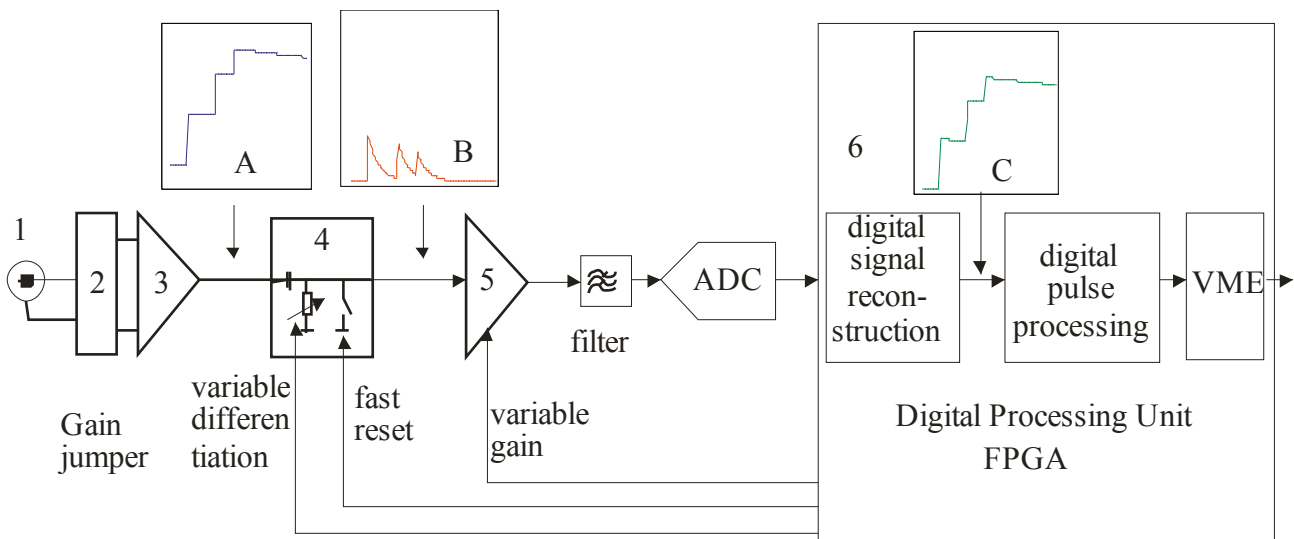 A
B
C
6
1
2
3
4
5
ADC
filter
digital
signal
recon-
struction
digital
pulse
processing
VME
Gain
jumper
variable
differen
tiation
fast
reset
variable
gain
Digital Processing Unit
FPGA